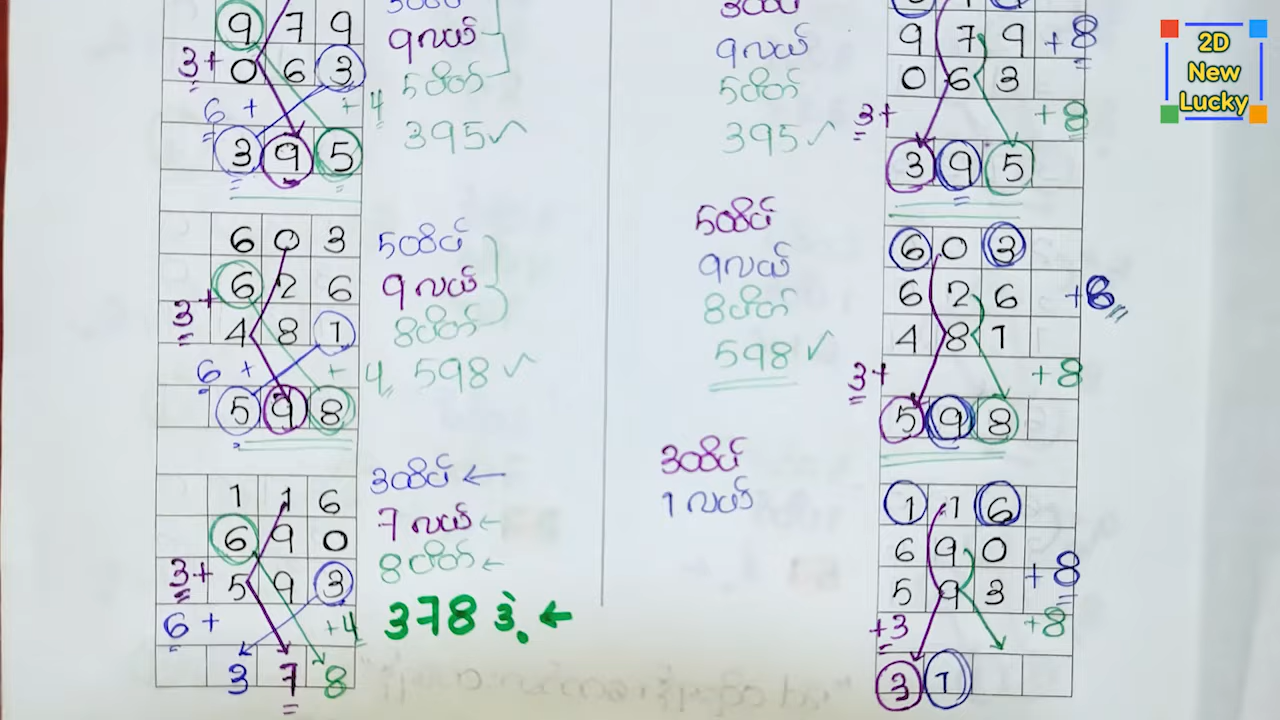 9 7 9
3+ 0 6 3
6 + + 4
3 9 5
9လယ်
5ပိတ်
395✓
6 0 3
6 2 6
3+ 4 8 1
6 + + 4
5 9 8
5ထိပ်
9လယ်
8ပိတ်
598✓
1 1 6
6 9 0
3+ 5 9 3
6 + +4
3 7 8
3ထိပ် ←
7လယ် ←
8ပိတ် ←
378 ဒဲ့. ←
3ထိပ်
9လယ်
5ပိတ်
395✓
9 7 9 +8
0 6 3
3+ +8
3 9 5
5ထိပ်
9လယ်
8ပိတ်
598✓
6 0 3
6 2 6 +8
4 8 1
3+ +8
5 9 8
3ထိပ်
1လယ်
1 1 6
6 9 0
5 9 3 +8
+3 +8
3 1
2D
New
Lucky